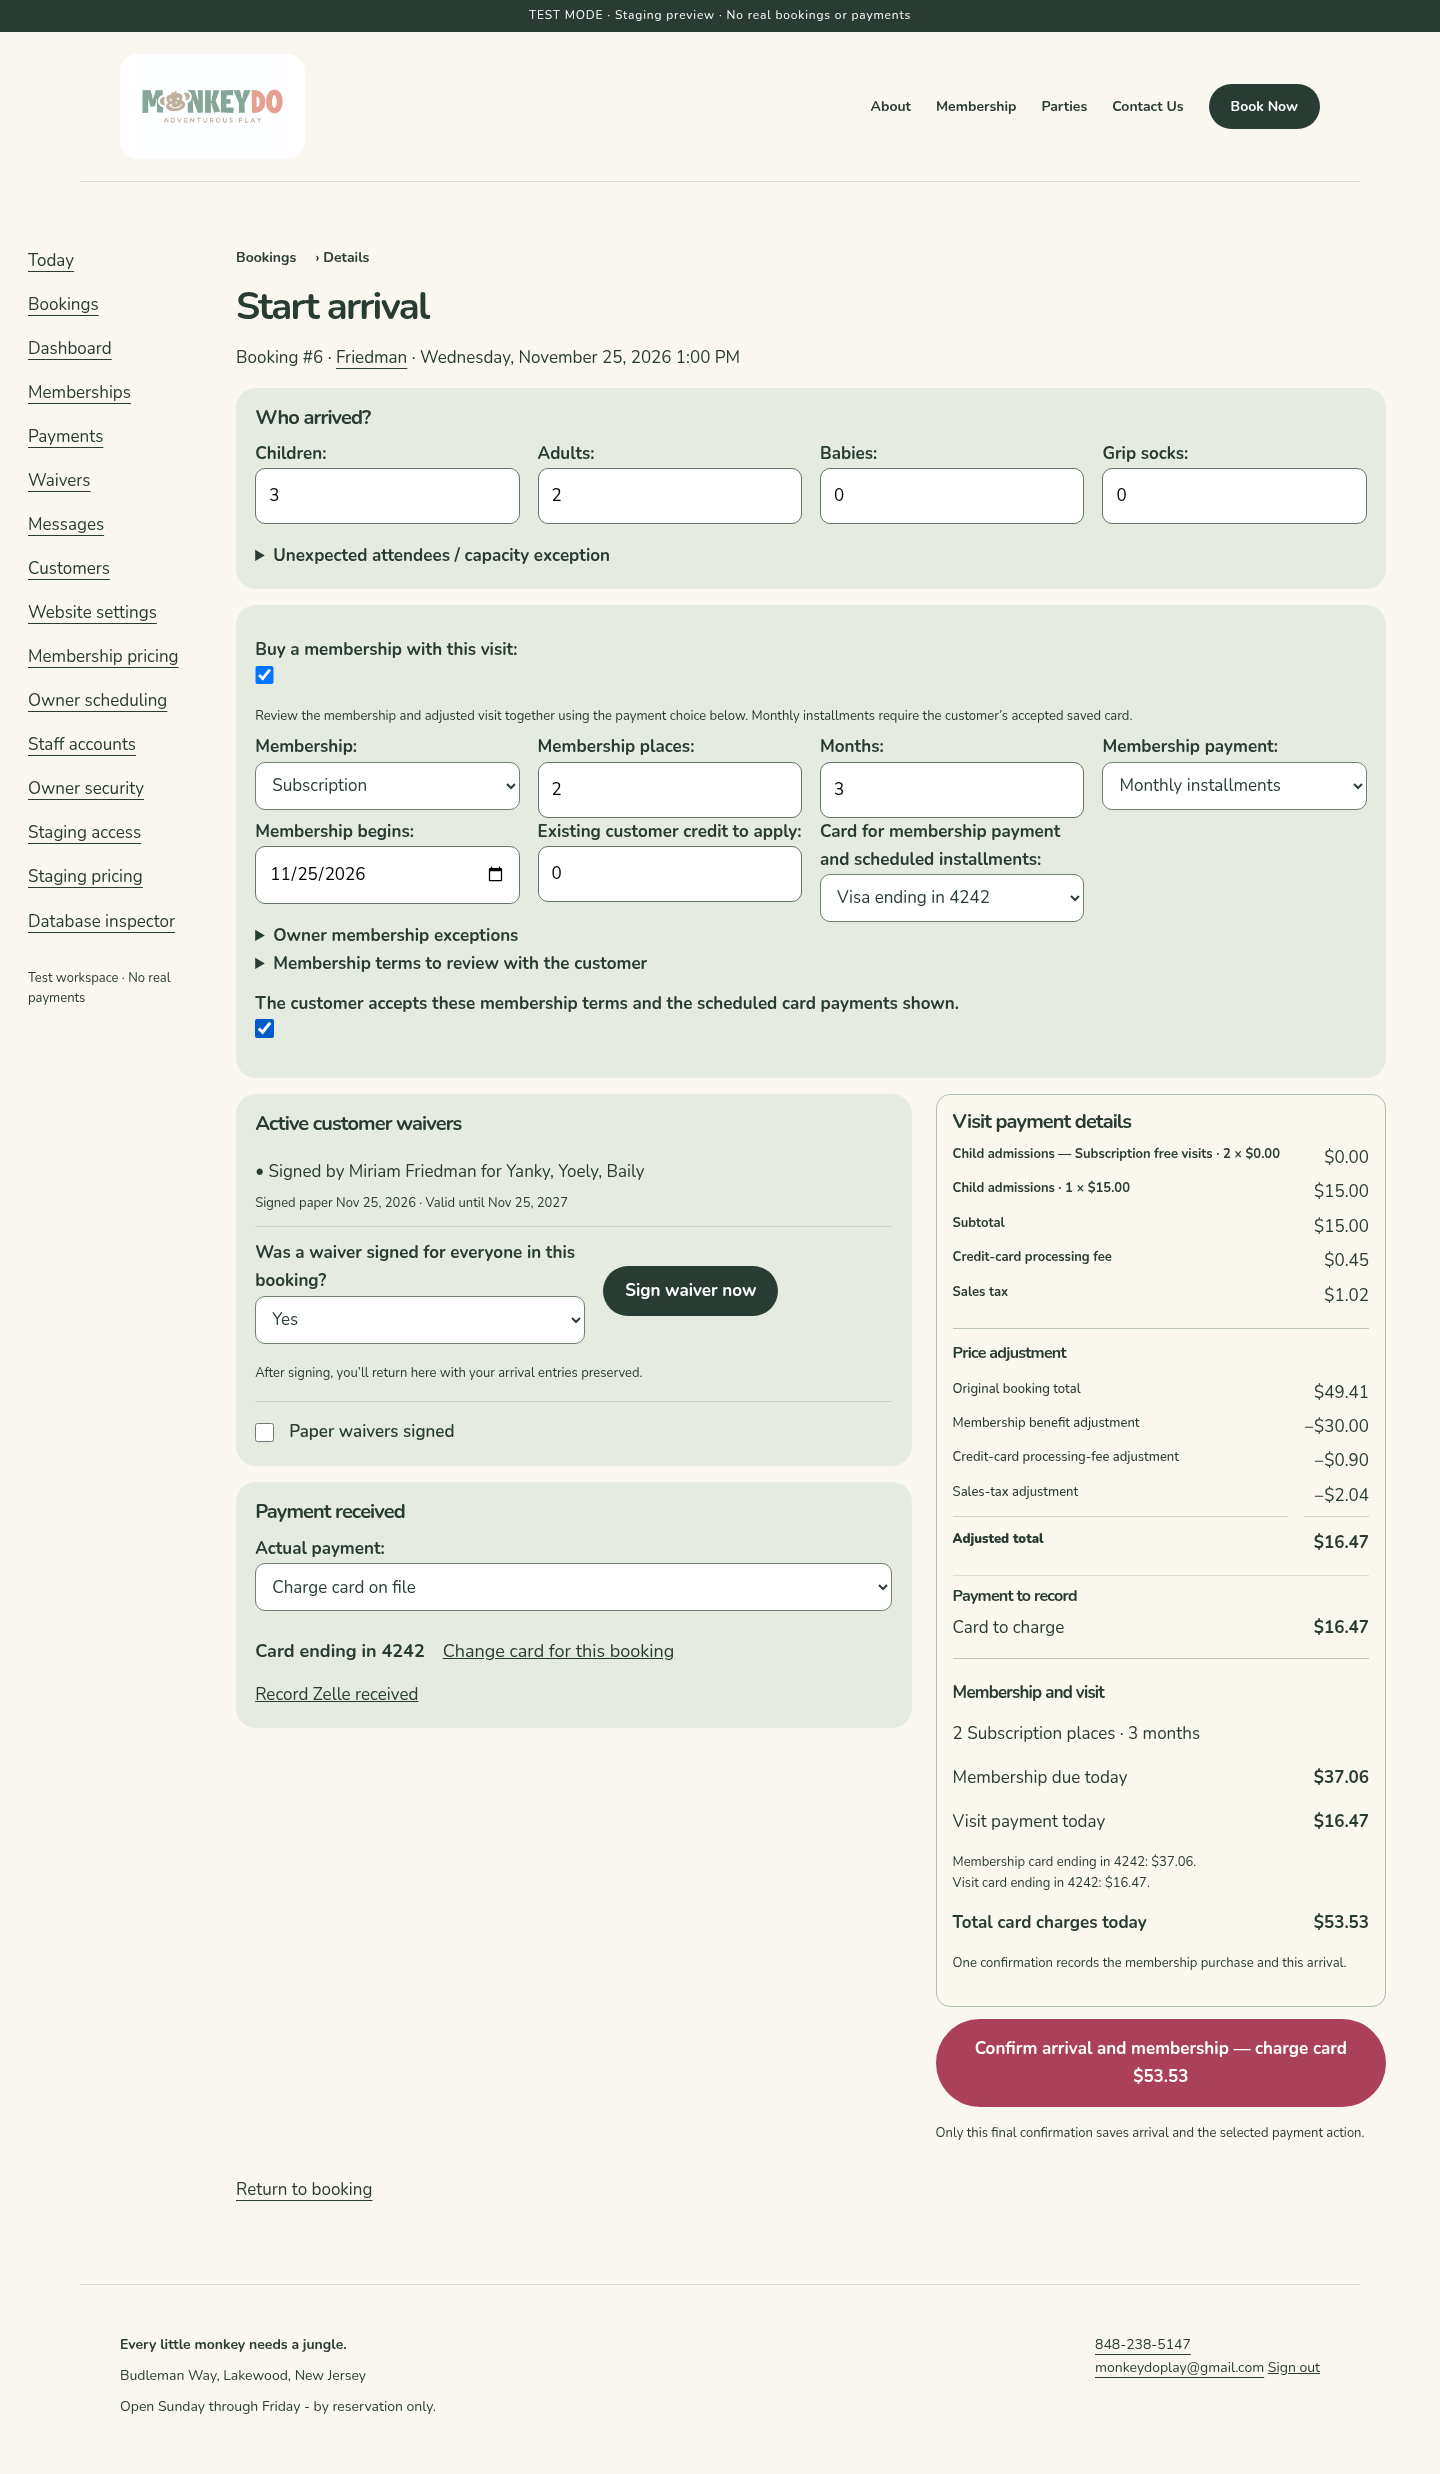 TEST MODE · Staging preview · No real bookings or payments
MONKEYDO
ADVENTUROUS PLAY
About Membership Parties Contact Us Book Now
Today
Bookings
Dashboard
Memberships
Payments
Waivers
Messages
Customers
Website settings
Membership pricing
Owner scheduling
Staff accounts
Owner security
Staging access
Staging pricing
Database inspector
Test workspace · No real
payments
Bookings › Details
Start arrival
Booking #6 · Friedman · Wednesday, November 25, 2026 1:00 PM
Who arrived?
Children: Adults: Babies: Grip socks:
3 2 0 0
▶ Unexpected attendees / capacity exception
Buy a membership with this visit:
Review the membership and adjusted visit together using the payment choice below. Monthly installments require the customer’s accepted saved card.
Membership: Membership places: Months: Membership payment:
Subscription 2 3 Monthly installments
Membership begins: Existing customer credit to apply: Card for membership payment
and scheduled installments:
11/25/2026 0 Visa ending in 4242
▶ Owner membership exceptions
▶ Membership terms to review with the customer
The customer accepts these membership terms and the scheduled card payments shown.
Active customer waivers
• Signed by Miriam Friedman for Yanky, Yoely, Baily
Signed paper Nov 25, 2026 · Valid until Nov 25, 2027
Was a waiver signed for everyone in this
booking?
Yes
Sign waiver now
After signing, you’ll return here with your arrival entries preserved.
Paper waivers signed
Payment received
Actual payment:
Charge card on file
Card ending in 4242 Change card for this booking
Record Zelle received
Visit payment details
Child admissions — Subscription free visits · 2 × $0.00 $0.00
Child admissions · 1 × $15.00 $15.00
Subtotal $15.00
Credit-card processing fee $0.45
Sales tax $1.02
Price adjustment
Original booking total $49.41
Membership benefit adjustment −$30.00
Credit-card processing-fee adjustment −$0.90
Sales-tax adjustment −$2.04
Adjusted total $16.47
Payment to record
Card to charge $16.47
Membership and visit
2 Subscription places · 3 months
Membership due today $37.06
Visit payment today $16.47
Membership card ending in 4242: $37.06.
Visit card ending in 4242: $16.47.
Total card charges today $53.53
One confirmation records the membership purchase and this arrival.
Confirm arrival and membership — charge card
$53.53
Only this final confirmation saves arrival and the selected payment action.
Return to booking
Every little monkey needs a jungle.
Budleman Way, Lakewood, New Jersey
Open Sunday through Friday - by reservation only.
848-238-5147
monkeydoplay@gmail.com Sign out